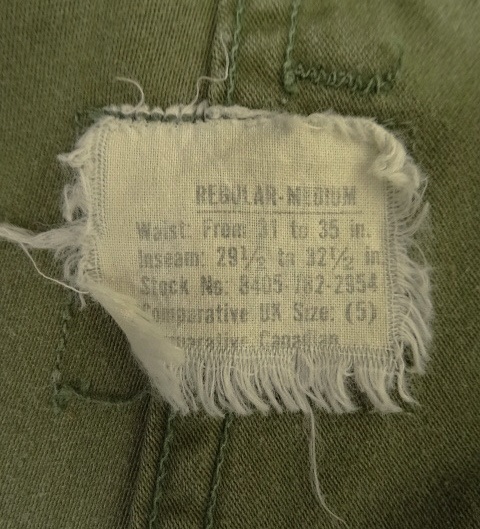 REGULAR-MEDIUM
Waist: From 31 to 35 in.
Inseam: 29½ to 32½ in
Stock No: 8405-782-2954
Comparative UK Size: (5)
Canadian